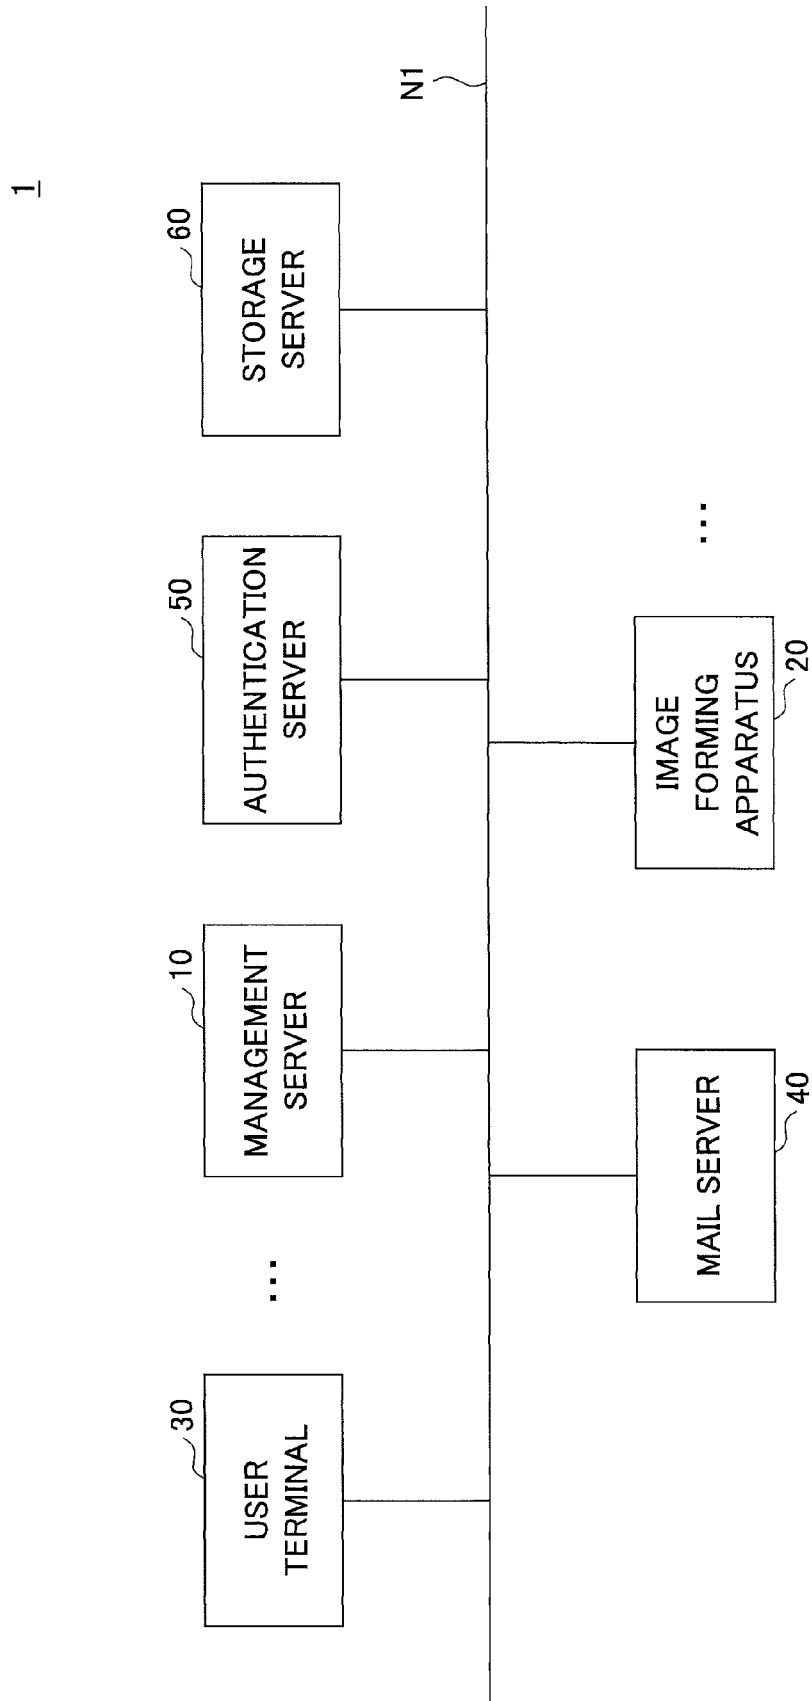 1
30
USER
TERMINAL
...
10
MANAGEMENT
SERVER
50
AUTHENTICATION
SERVER
60
STORAGE
SERVER
N1
MAIL SERVER
40
IMAGE
FORMING
APPARATUS
20
...